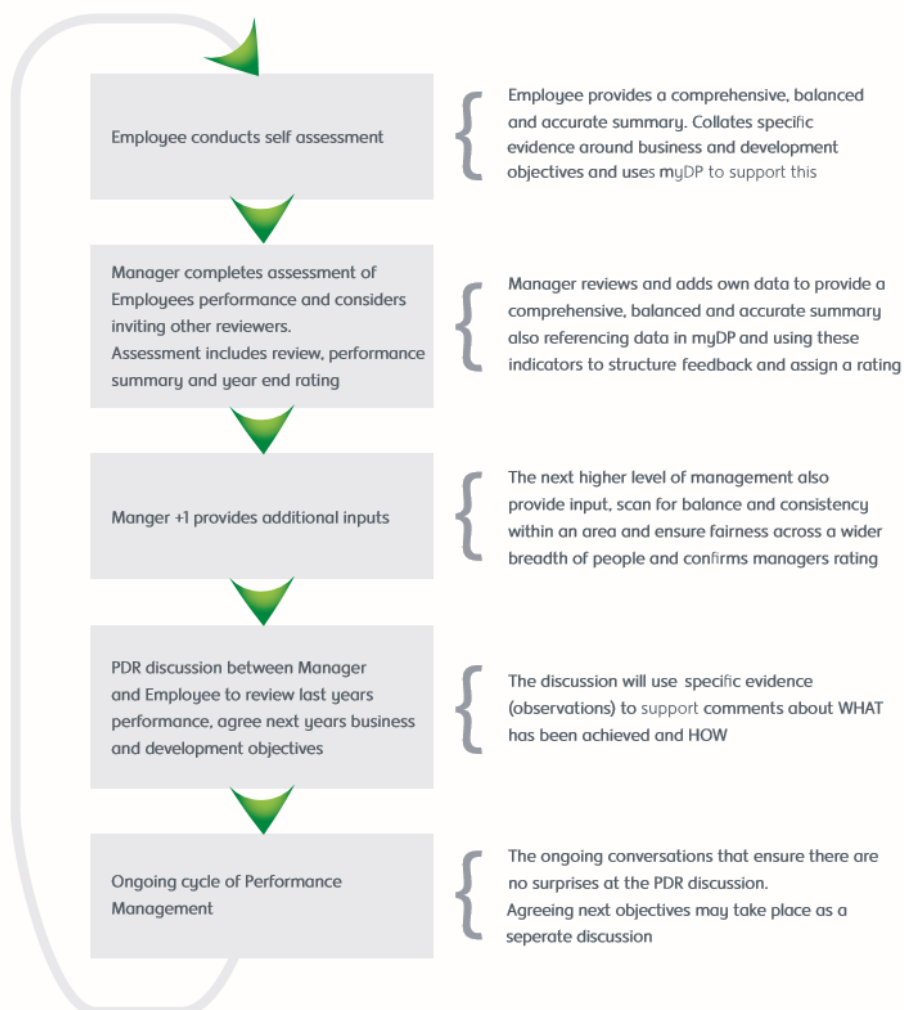 Employee conducts self assessment
Employee provides a comprehensive, balanced
and accurate summary. Collates specific
evidence around business and development
objectives and uses myDP to support this
Manager completes assessment of
Employees performance and considers
inviting other reviewers.
Assessment includes review, performance
summary and year end rating
Manager reviews and adds own data to provide a
comprehensive, balanced and accurate summary
also referencing data in myDP and using these
indicators to structure feedback and assign a rating
Manger +1 provides additional inputs
The next higher level of management also
provide input, scan for balance and consistency
within an area and ensure fairness across a wider
breadth of people and confirms managers rating
PDR discussion between Manager
and Employee to review last years
performance, agree next years business
and development objectives
The discussion will use specific evidence
(observations) to support comments about WHAT
has been achieved and HOW
Ongoing cycle of Performance
Management
The ongoing conversations that ensure there are
no surprises at the PDR discussion.
Agreeing next objectives may take place as a
seperate discussion